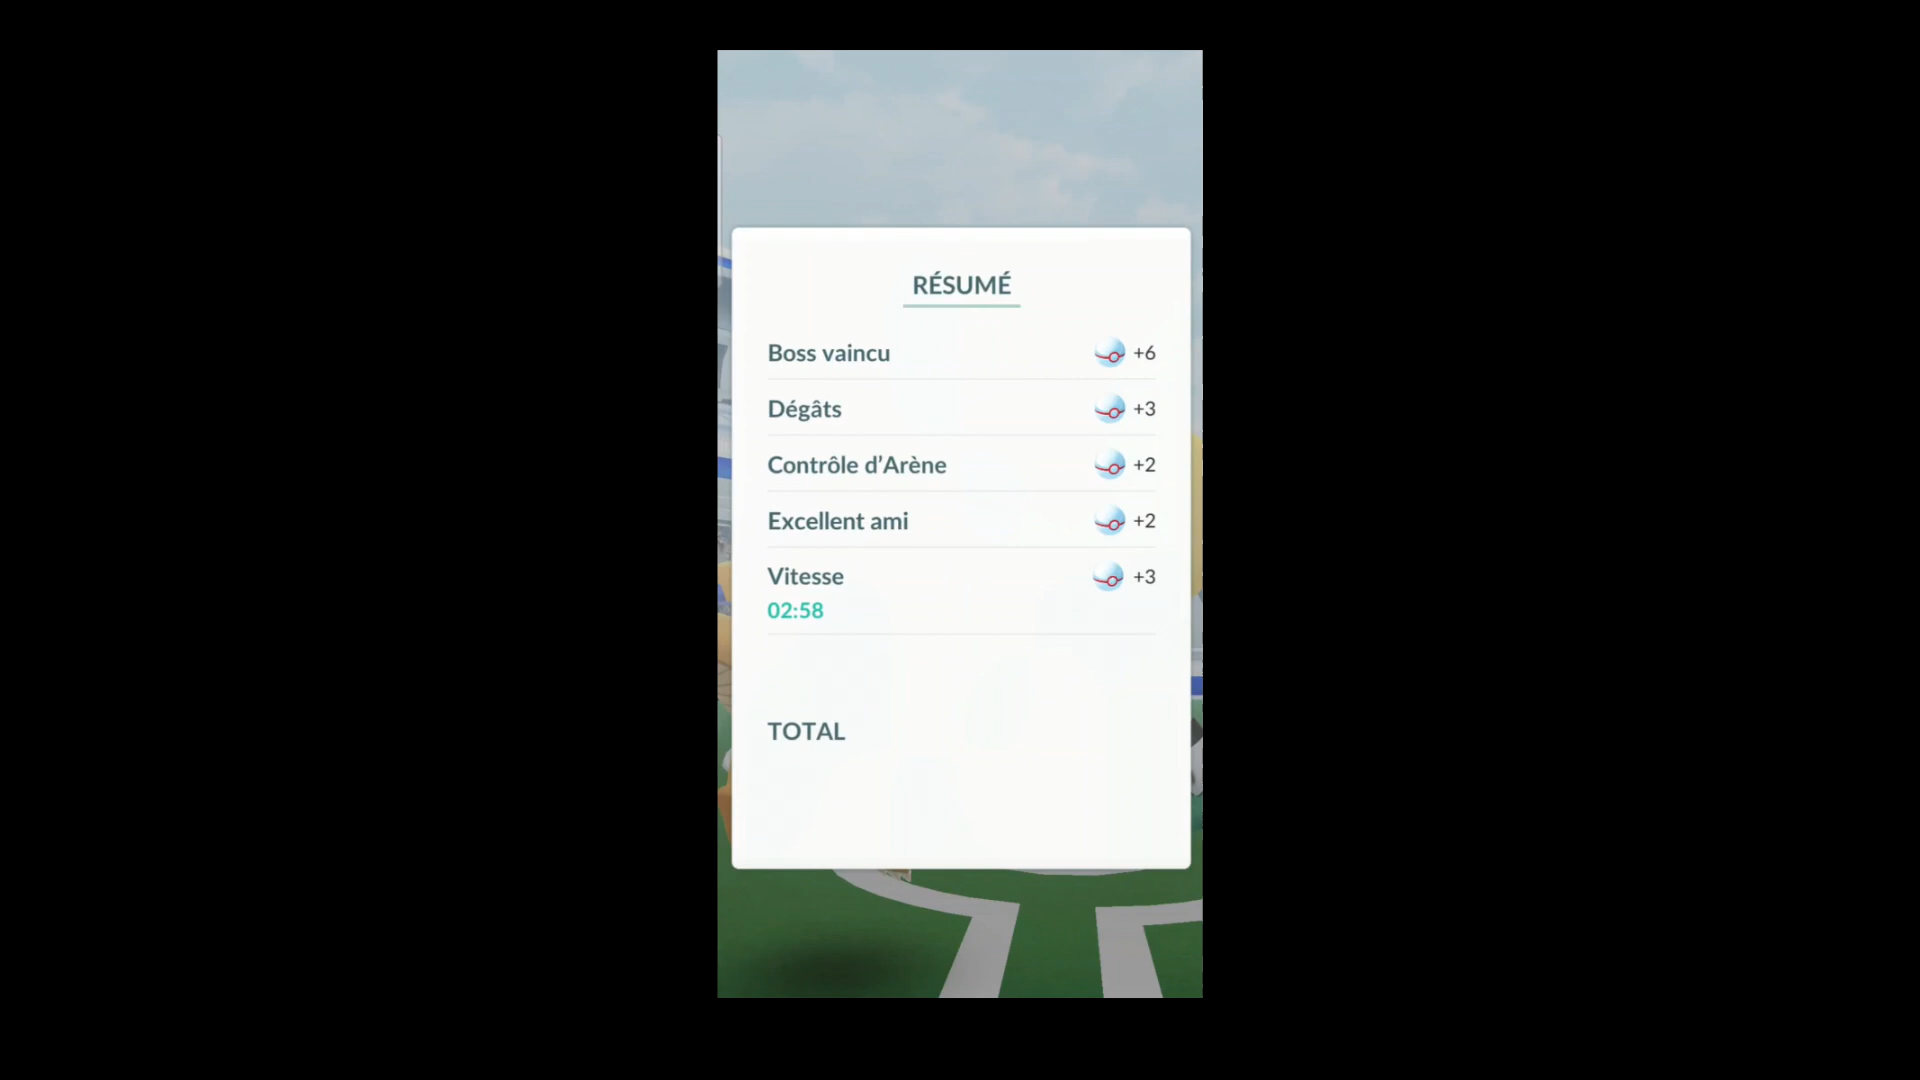 RÉSUMÉ
Boss vaincu +6
Dégâts +3
Contrôle d’Arène +2
Excellent ami +2
Vitesse +3
02:58
TOTAL